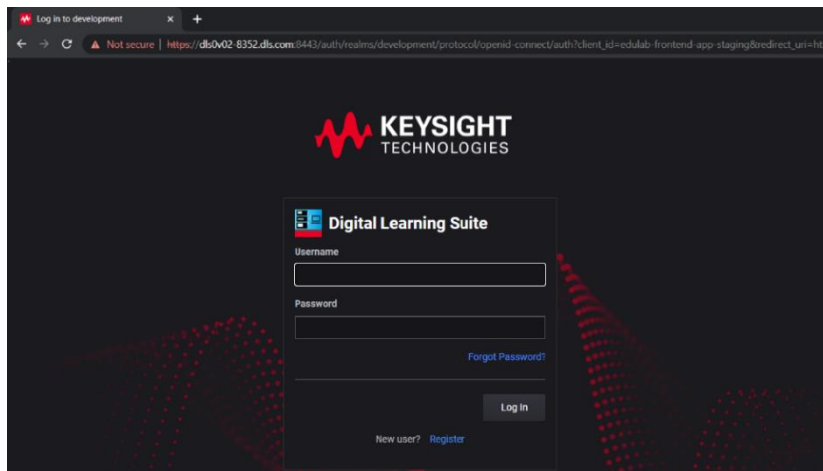 Log in to development
Not secure | https://dls0v02-8352.dls.com:8443/auth/realms/development/protocol/openid-connect/auth?client_id=edulab-frontend-app-staging&redirect_uri=ht
KEYSIGHT
TECHNOLOGIES
Digital Learning Suite
Username
Password
Forgot Password?
Log In
New user? Register